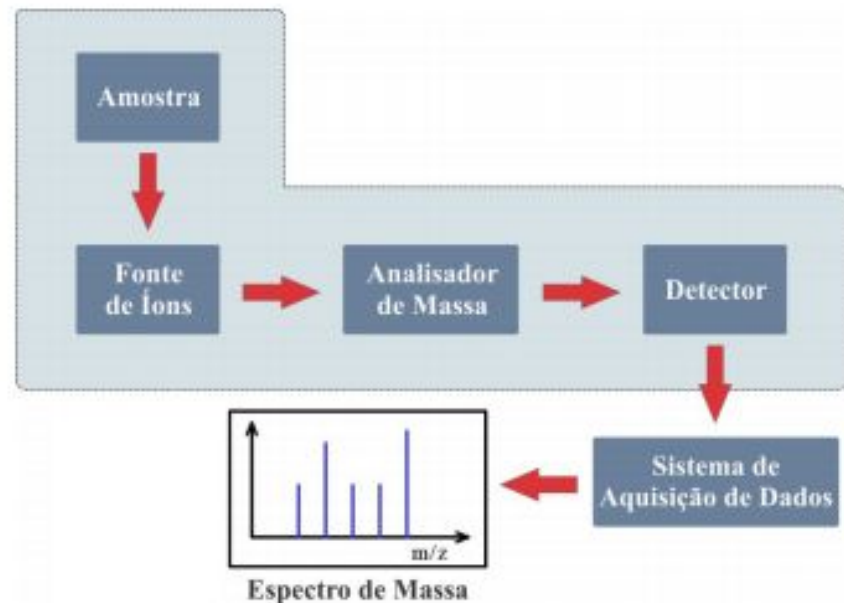 Amostra
Fonte
de Íons
Analisador
de Massa
Detector
Sistema de
Aquisição de Dados
m/z
Espectro de Massa